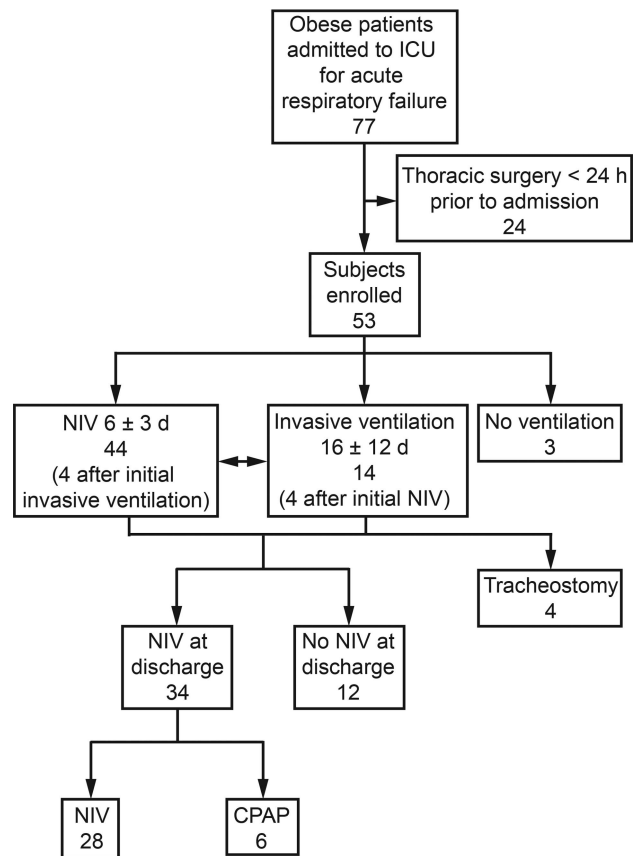 Obese patients
admitted to ICU
for acute
respiratory failure
77
Thoracic surgery < 24 h
prior to admission
24
Subjects
enrolled
53
NIV 6 ± 3 d
44
(4 after initial
invasive ventilation)
Invasive ventilation
16 ± 12 d
14
(4 after initial NIV)
No ventilation
3
Tracheostomy
4
NIV at
discharge
34
No NIV at
discharge
12
NIV
28
CPAP
6